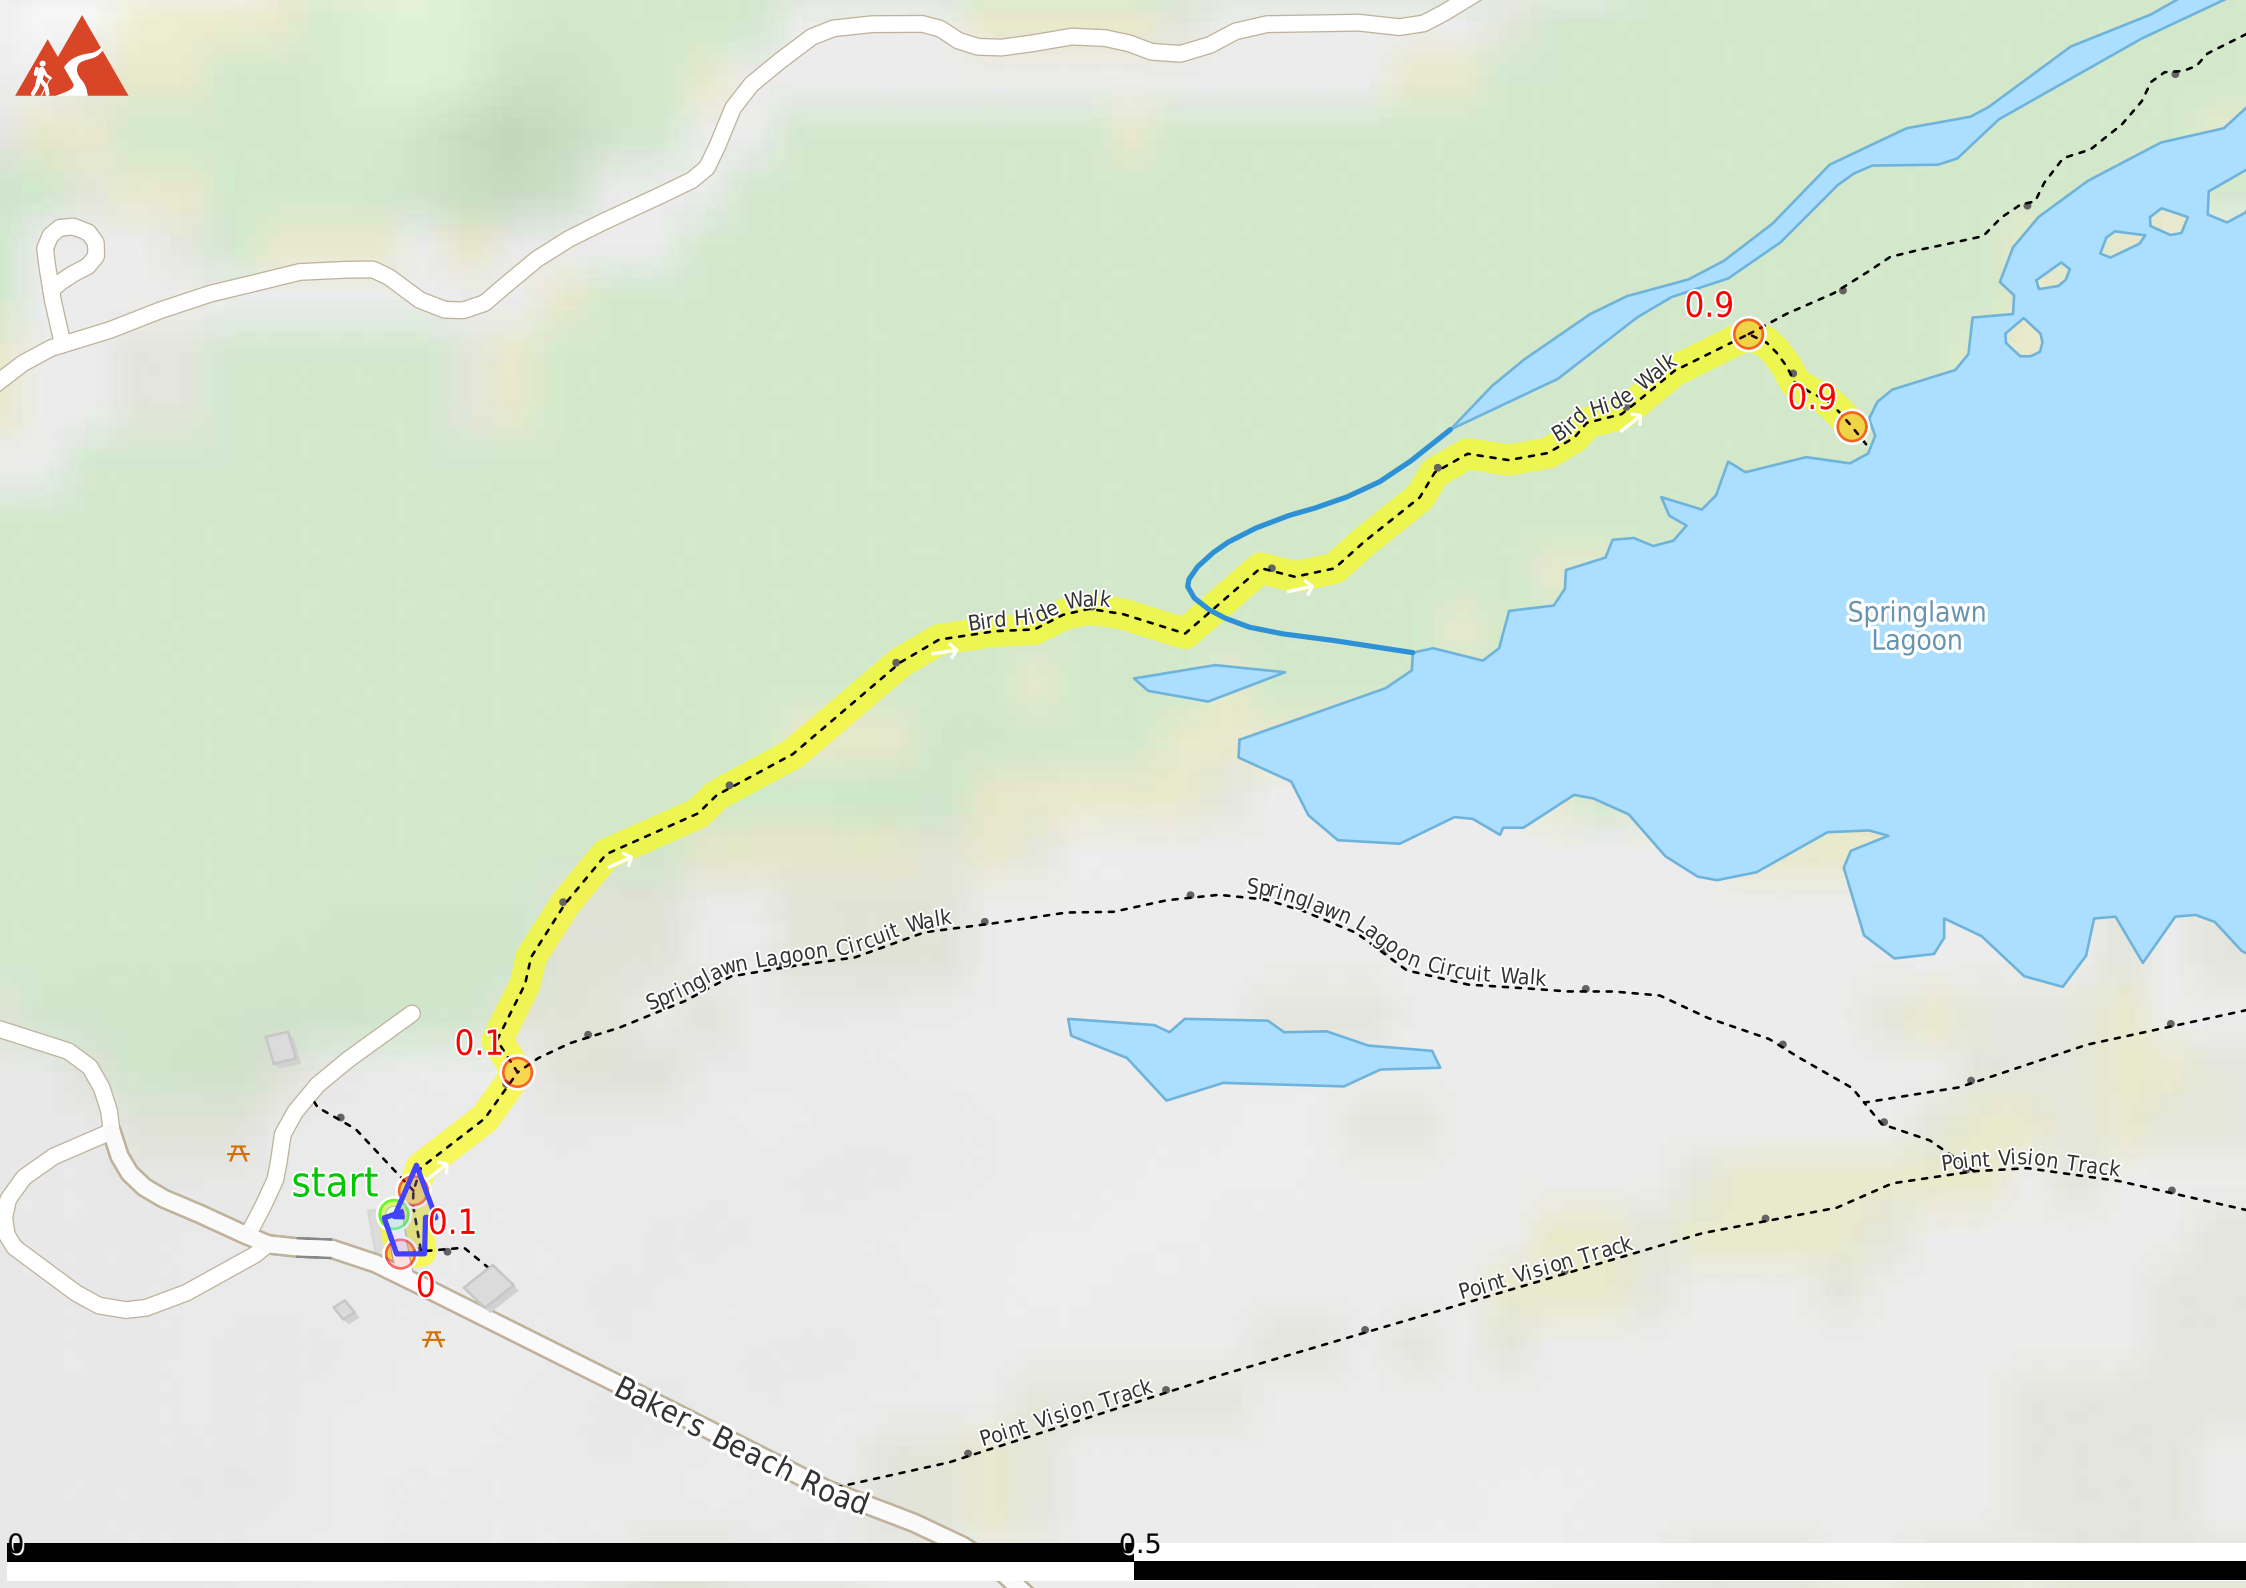 0.9
0.9
Bird Hide Walk
Bird Hide Walk
Springlawn
Lagoon
Springlawn Lagoon Circuit Walk
Springlawn Lagoon Circuit Walk
0.1
start
0.1
0
Point Vision Track
Point Vision Track
Point Vision Track
Bakers Beach Road
0
0.5